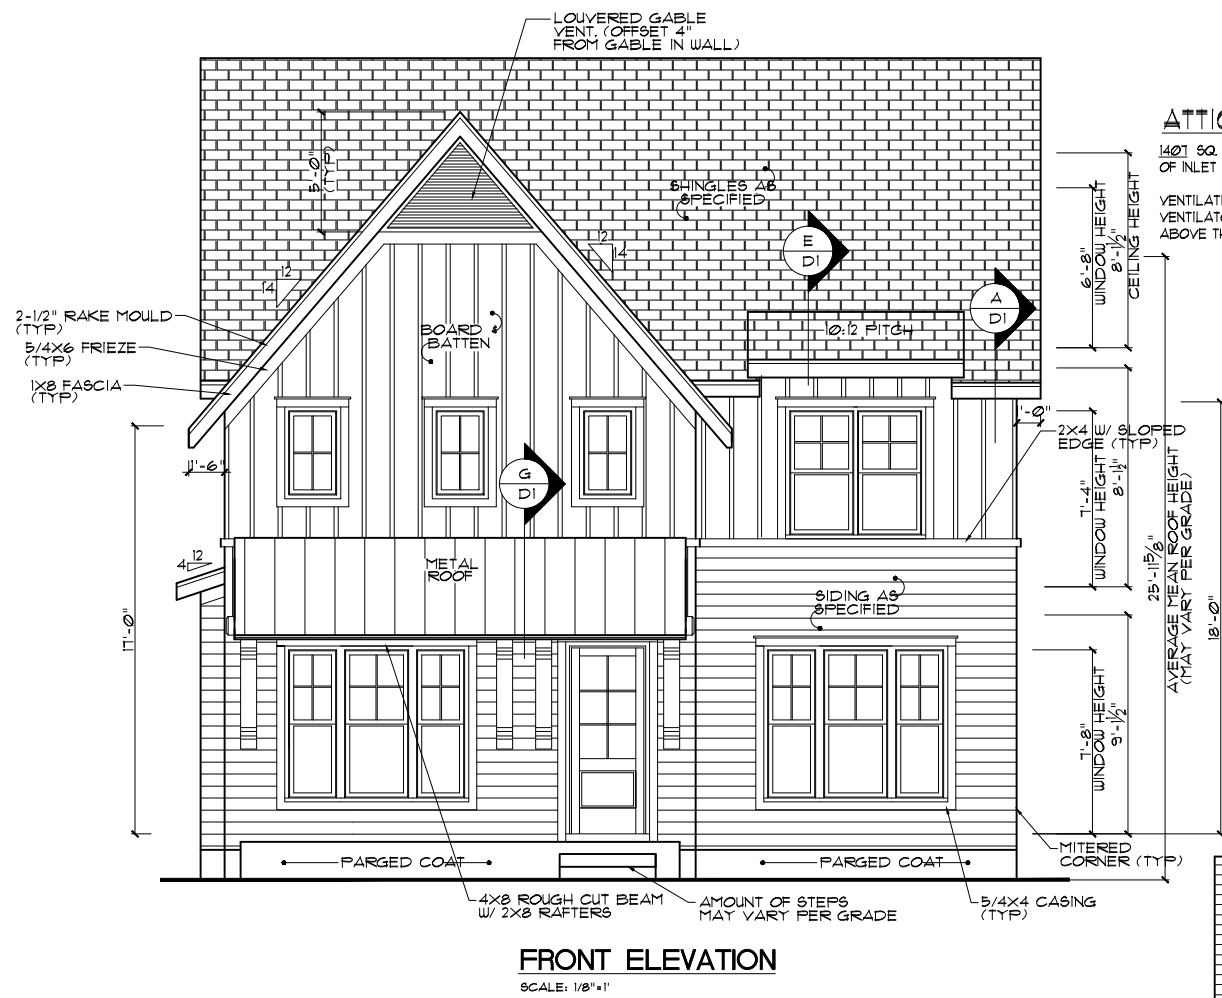 LOUVERED GABLE
VENT. (OFFSET 4"
FROM GABLE IN WALL)
ATTIC
1407 SQ.
OF INLET
VENTILATI
VENTILATO
ABOVE TH
5'-0"
(TYP)
SHINGLES AS
SPECIFIED
12
14
12
14
E
D1
A
D1
10:12 PITCH
6'-8"
WINDOW HEIGHT
8'-1½"
CEILING HEIGHT
2-1/2" RAKE MOULD
(TYP)
5/4X6 FRIEZE
(TYP)
1X8 FASCIA
(TYP)
BOARD
BATTEN
'-0"
2X4 W/ SLOPED
EDGE (TYP)
1'-6"
G
D1
7'-4"
WINDOW HEIGHT
8'-1½"
25'-11⅝"
AVERAGE MEAN ROOF HEIGHT
(MAY VARY PER GRADE)
18'-0"
12
4
METAL
ROOF
SIDING AS
SPECIFIED
17'-0"
7'-8"
WINDOW HEIGHT
9'-1½"
PARGED COAT
PARGED COAT
MITERED
CORNER (TYP)
4X8 ROUGH CUT BEAM
W/ 2X8 RAFTERS
AMOUNT OF STEPS
MAY VARY PER GRADE
5/4X4 CASING
(TYP)
FRONT ELEVATION
SCALE: 1/8"=1'